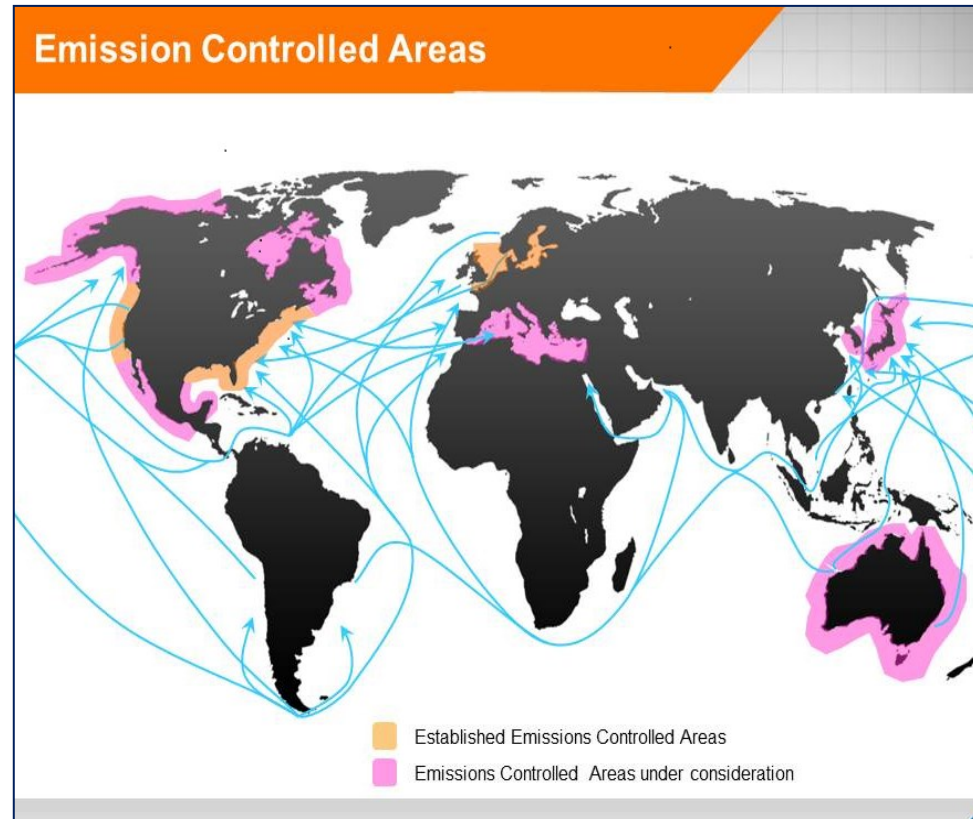 Emission Controlled Areas
Established Emissions Controlled Areas
Emissions Controlled Areas under consideration